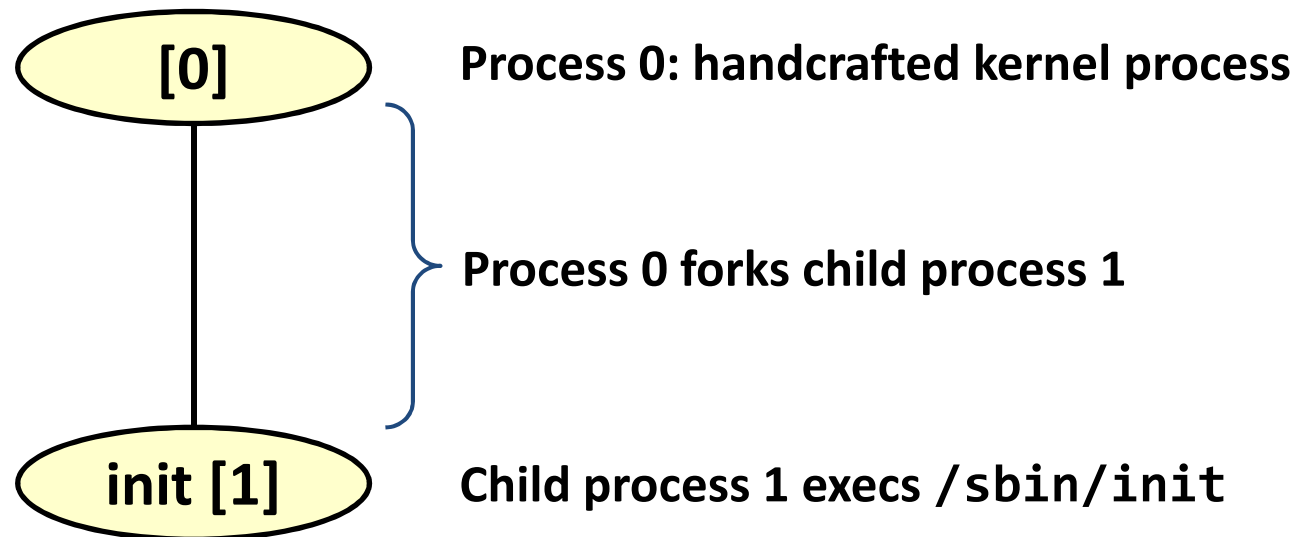 [0]
Process 0: handcrafted kernel process
Process 0 forks child process 1
init [1]
Child process 1 execs /sbin/init